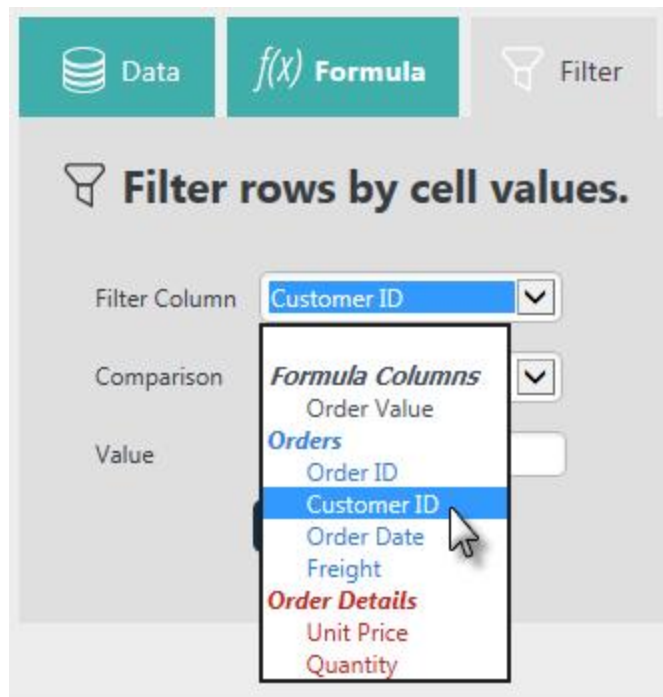 Data
f(x) Formula
Filter
Filter rows by cell values.
Filter Column
Customer ID
Comparison
Value
Formula Columns
Order Value
Orders
Order ID
Customer ID
Order Date
Freight
Order Details
Unit Price
Quantity